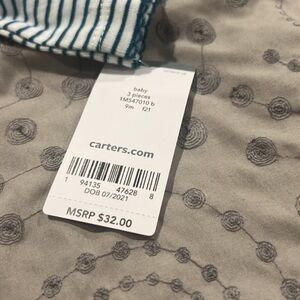 baby
3 pieces
1M547010 b
9m f21
carters.com
1 94135 47628 8
DOB 07/2021
MSRP $32.00